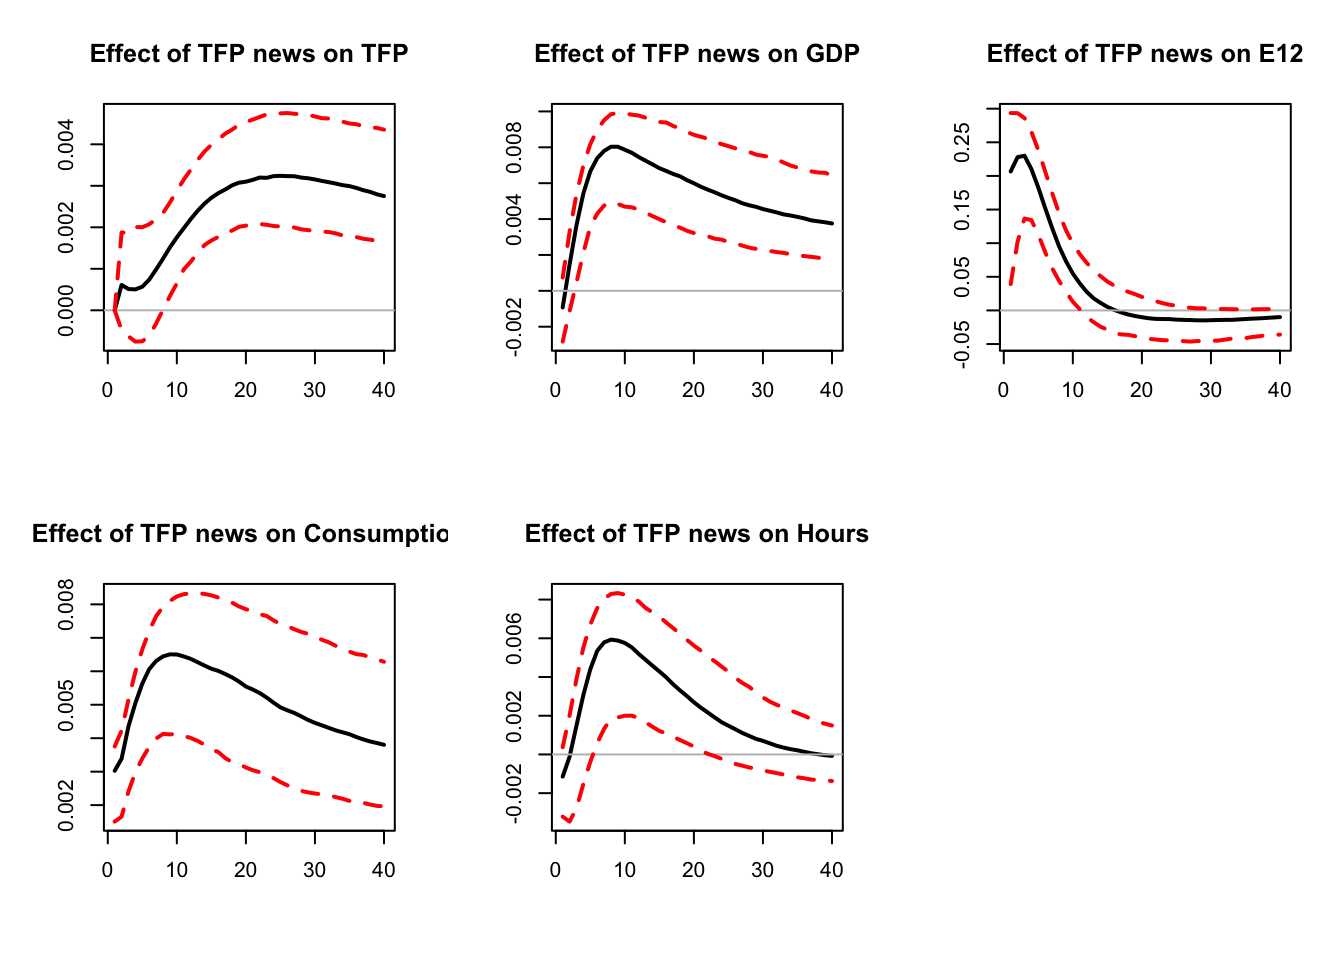 Effect of TFP news on TFP
0.004
0.002
0.000
0 10 20 30 40
Effect of TFP news on GDP
0.008
0.004
-0.002
0 10 20 30 40
Effect of TFP news on E12
0.25
0.15
0.05
-0.05
0 10 20 30 40
Effect of TFP news on Consumptio
0.008
0.005
0.002
0 10 20 30 40
Effect of TFP news on Hours
0.006
0.002
-0.002
0 10 20 30 40